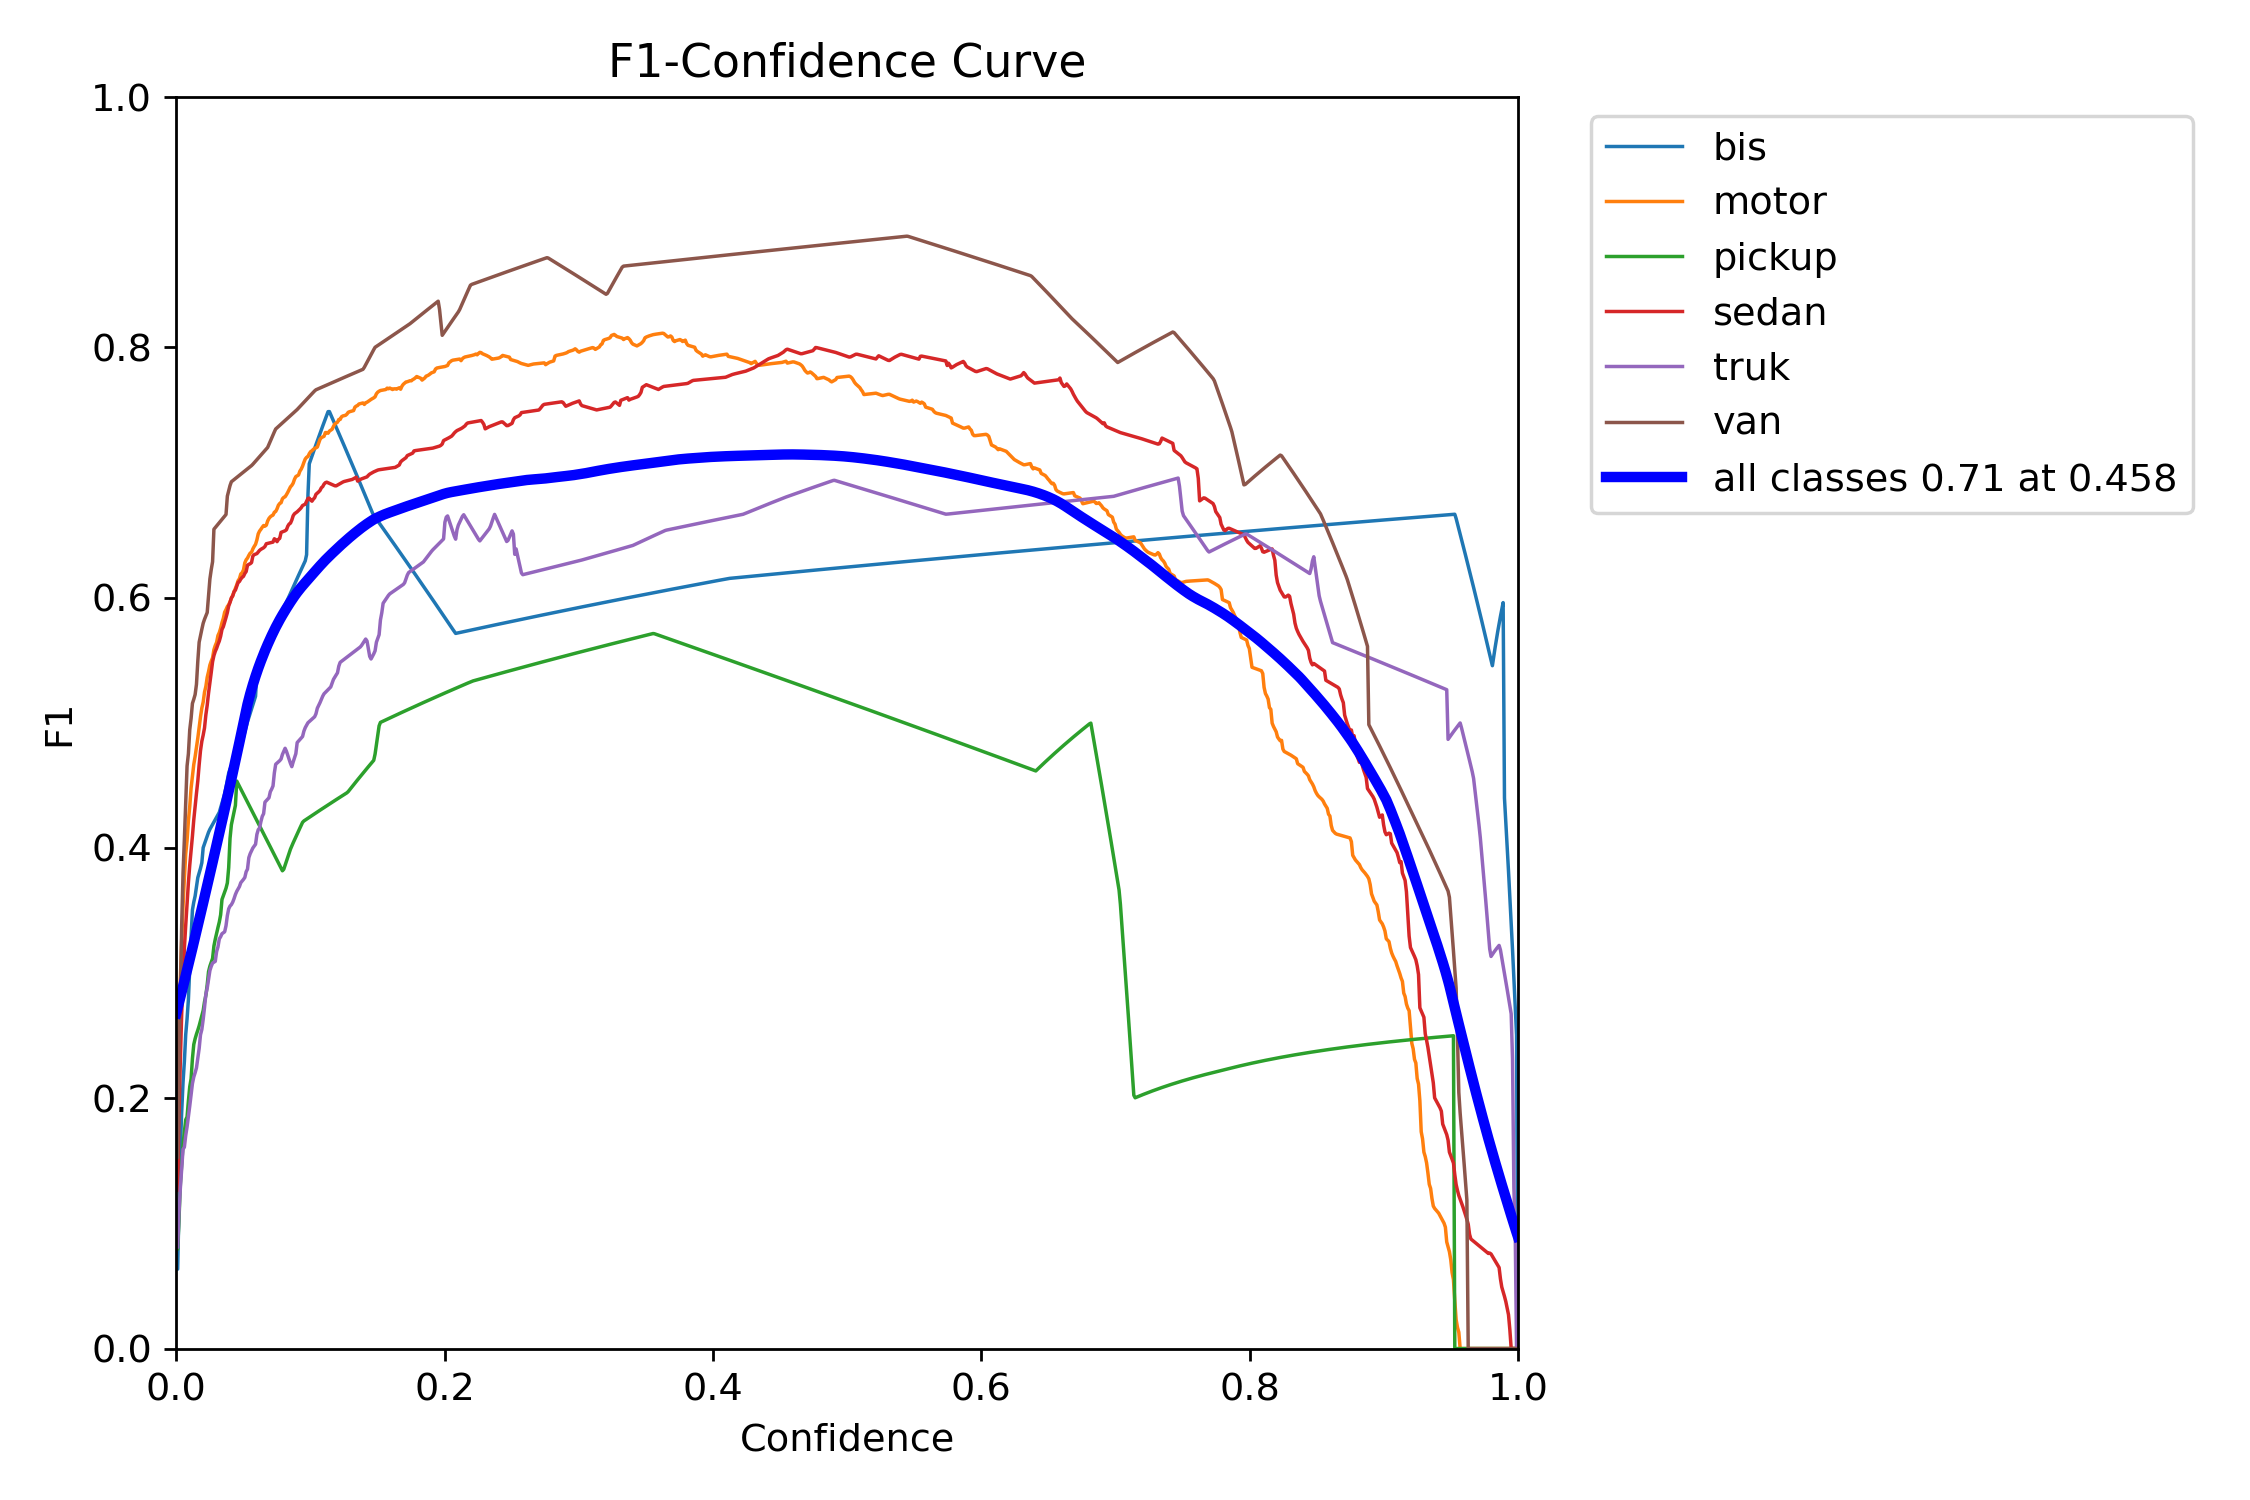 F1-Confidence Curve
1.0
0.8
0.6
0.4
0.2
0.0
F1
0.0 0.2 0.4 0.6 0.8 1.0
Confidence
bis
motor
pickup
sedan
truk
van
all classes 0.71 at 0.458